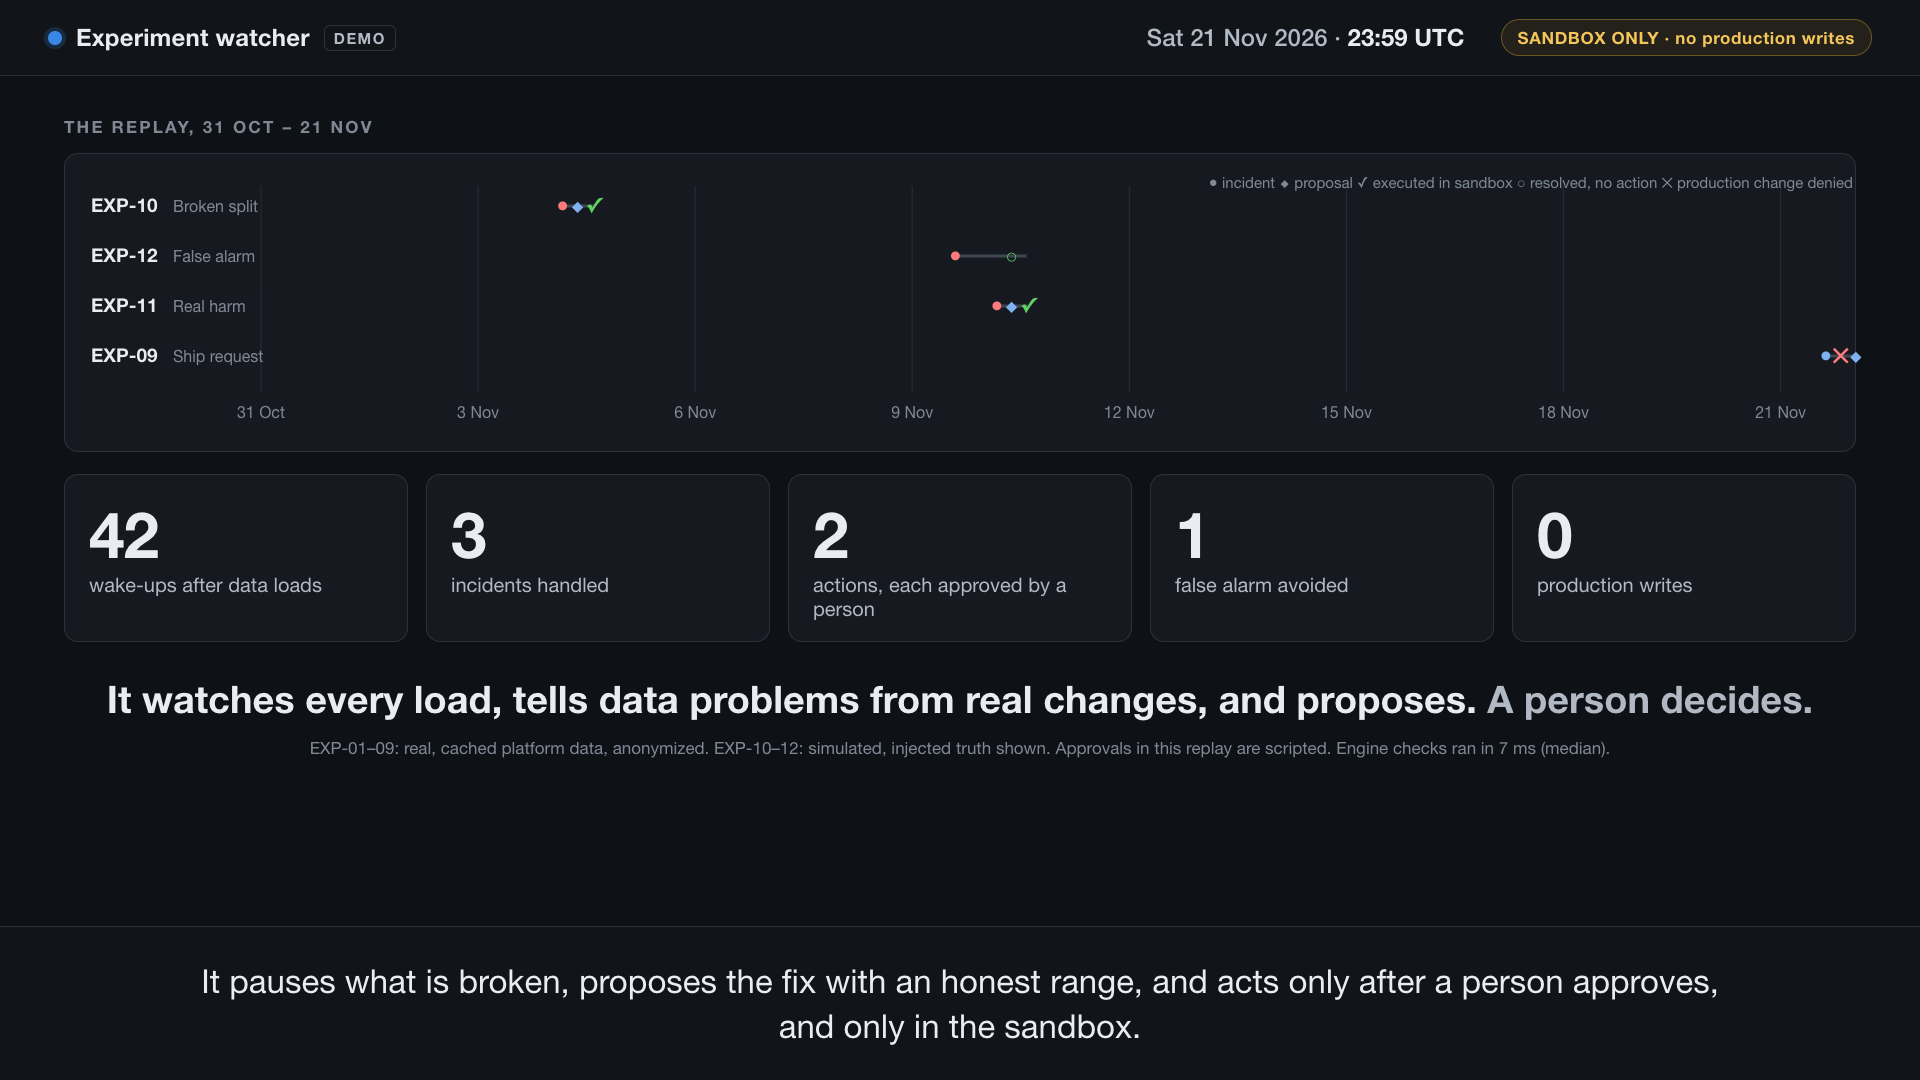 Experiment watcher DEMO
Sat 21 Nov 2026 · 23:59 UTC
SANDBOX ONLY · no production writes
THE REPLAY, 31 OCT – 21 NOV
● incident ◆ proposal ✓ executed in sandbox ○ resolved, no action ✕ production change denied
EXP-10 Broken split
EXP-12 False alarm
EXP-11 Real harm
EXP-09 Ship request
31 Oct 3 Nov 6 Nov 9 Nov 12 Nov 15 Nov 18 Nov 21 Nov
42
wake-ups after data loads
3
incidents handled
2
actions, each approved by a
person
1
false alarm avoided
0
production writes
It watches every load, tells data problems from real changes, and proposes. A person decides.
EXP-01–09: real, cached platform data, anonymized. EXP-10–12: simulated, injected truth shown. Approvals in this replay are scripted. Engine checks ran in 7 ms (median).
It pauses what is broken, proposes the fix with an honest range, and acts only after a person approves,
and only in the sandbox.